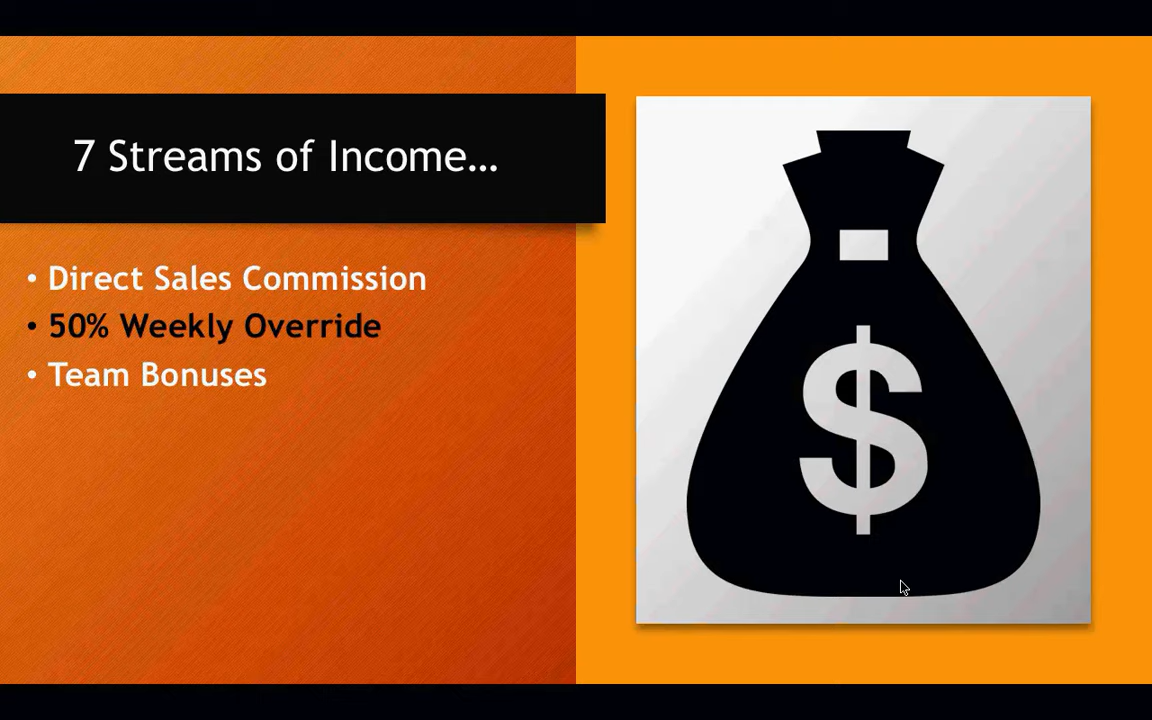 7 Streams of Income…
• Direct Sales Commission
• 50% Weekly Override
• Team Bonuses
$